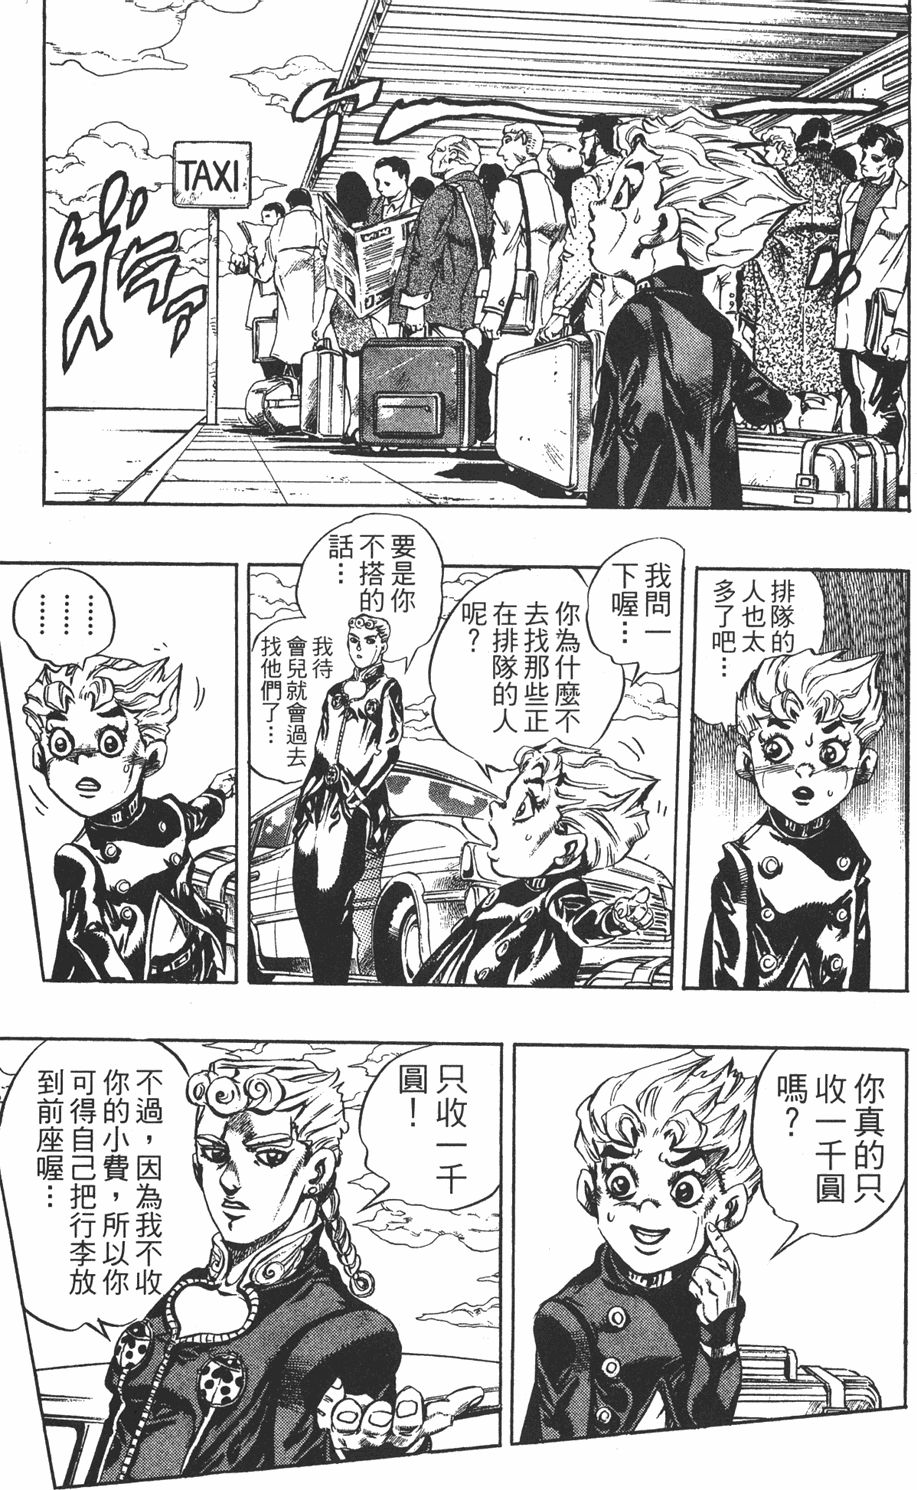 TAXI
排隊的
人也太
多了吧…
我問一
下喔…
你為什麼不
去找那些正
在排隊的人
呢？
要是你
不搭的
話…
我待
會兒就會過去
找他們了…
………
………
你真的只
收一千圓
嗎？
只收一千
圓！
不過，因為我不收
你的小費，所以你
可得自己把行李放
到前座喔…